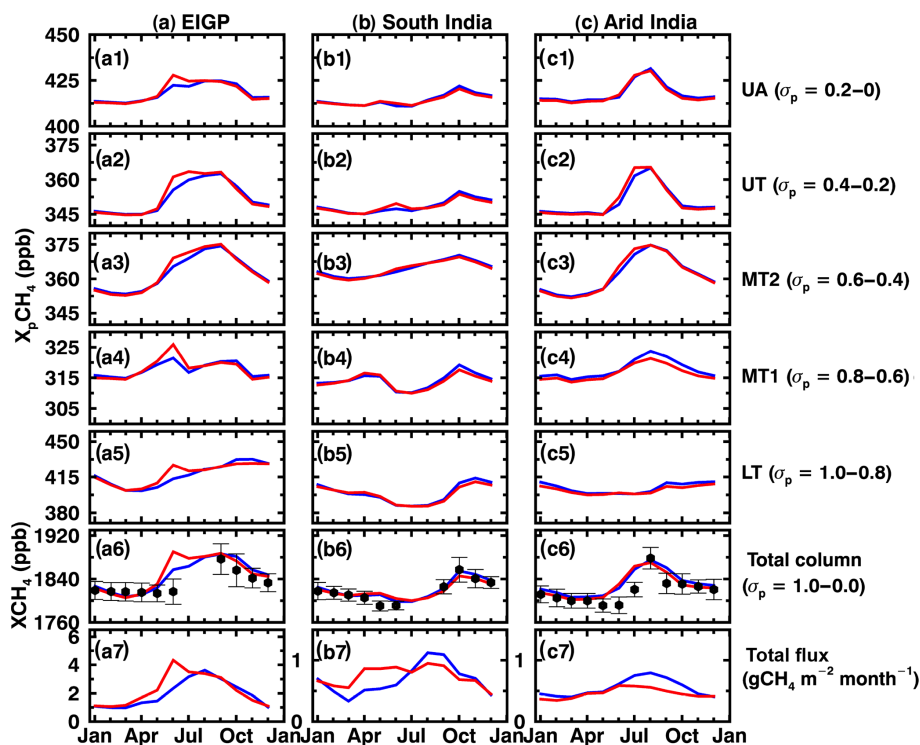 (a) EIGP (b) South India (c) Arid India
450
425
400
(a1) (b1) (c1)
UA (σp = 0.2−0)
375
360
345
(a2) (b2) (c2)
UT (σp = 0.4−0.2)
XpCH4 (ppb)
375
360
345
(a3) (b3) (c3)
MT2 (σp = 0.6−0.4)
325
315
305
(a4) (b4) (c4)
MT1 (σp = 0.8−0.6)
450
415
380
(a5) (b5) (c5)
LT (σp = 1.0−0.8)
XCH4 (ppb)
1920
1840
1760
(a6) (b6) (c6)
Total column
(σp = 1.0−0.0)
6
5
4
3
2
1
0
(a7) (b7) (c7)
1
0
1
0
Total flux
(gCH4 m−2 month−1)
Jan Apr Jul Oct Jan Apr Jul Oct Jan Apr Jul Oct Jan